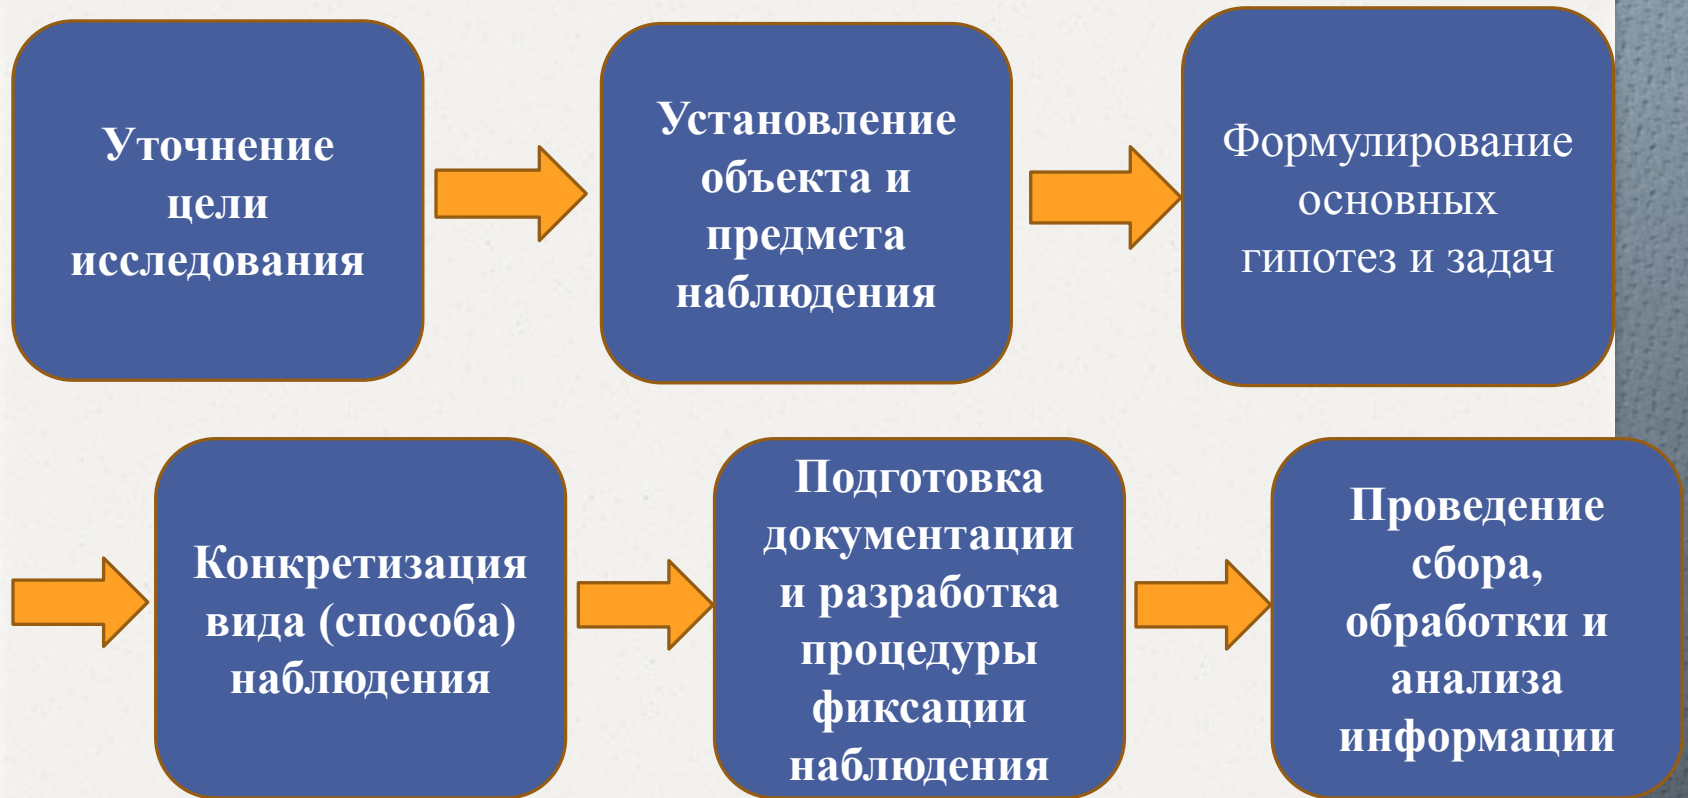 Уточнение
цели
исследования
Установление
объекта и
предмета
наблюдения
Формулирование
основных
гипотез и задач
Конкретизация
вида (способа)
наблюдения
Подготовка
документации
и разработка
процедуры
фиксации
наблюдения
Проведение
сбора,
обработки и
анализа
информации